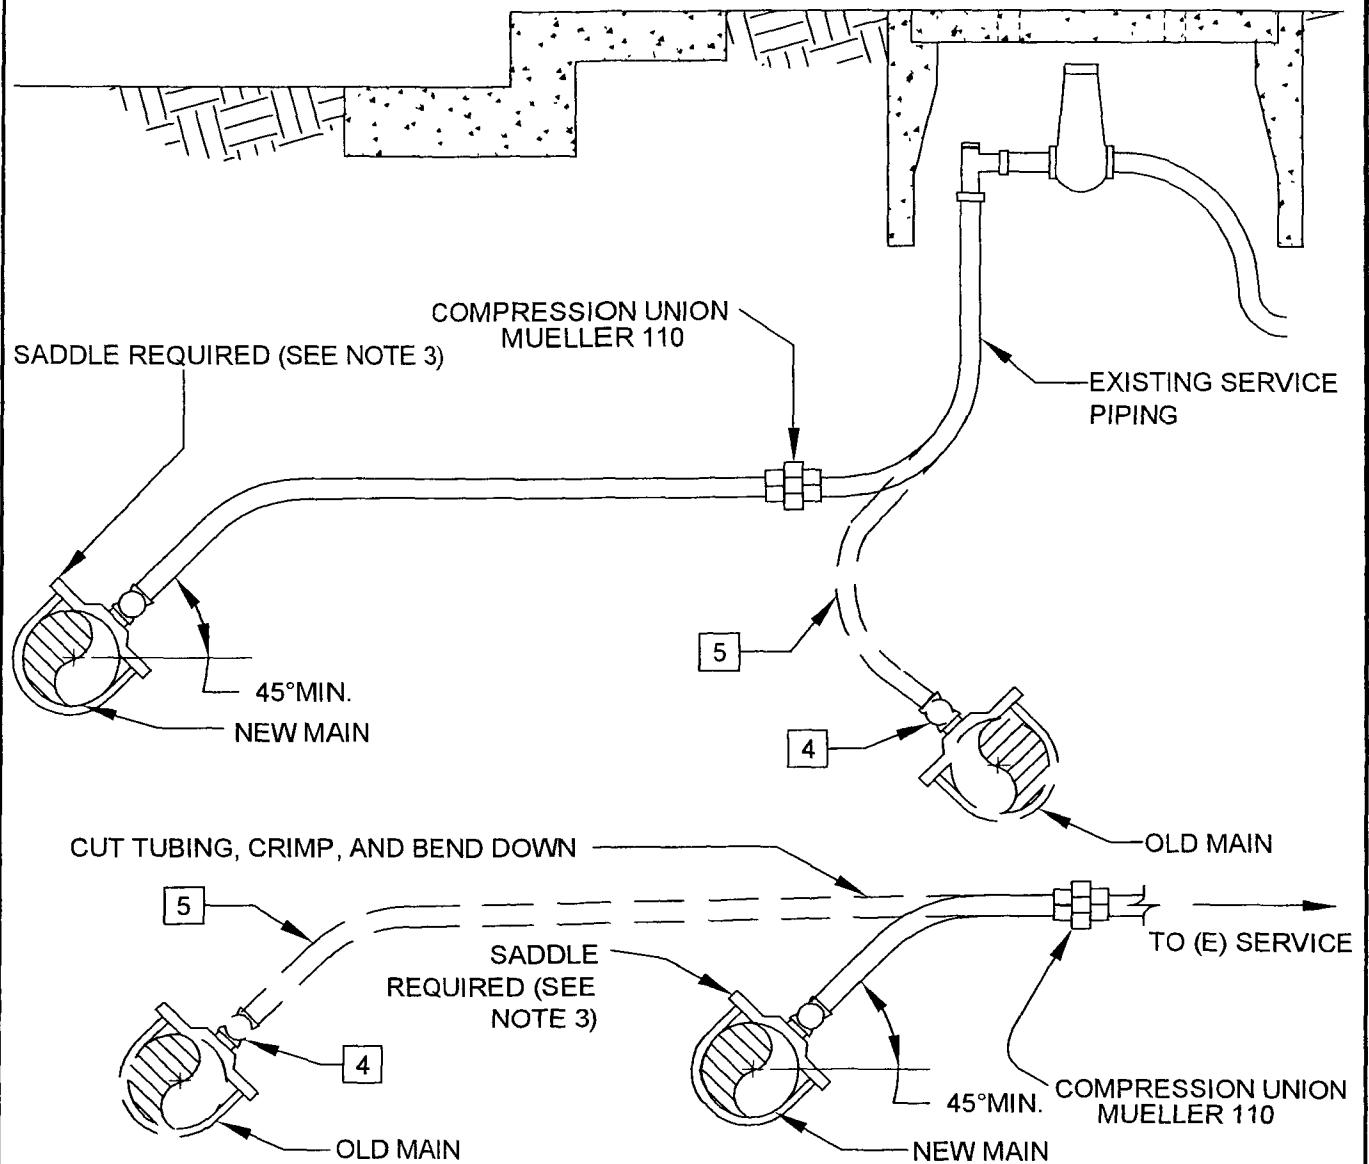 COMPRESSION UNION
MUELLER 110
SADDLE REQUIRED (SEE NOTE 3)
EXISTING SERVICE
PIPING
5
45°MIN.
NEW MAIN
4
OLD MAIN
CUT TUBING, CRIMP, AND BEND DOWN
5
SADDLE
REQUIRED (SEE
NOTE 3)
TO (E) SERVICE
4
45°MIN.
COMPRESSION UNION
MUELLER 110
OLD MAIN
NEW MAIN